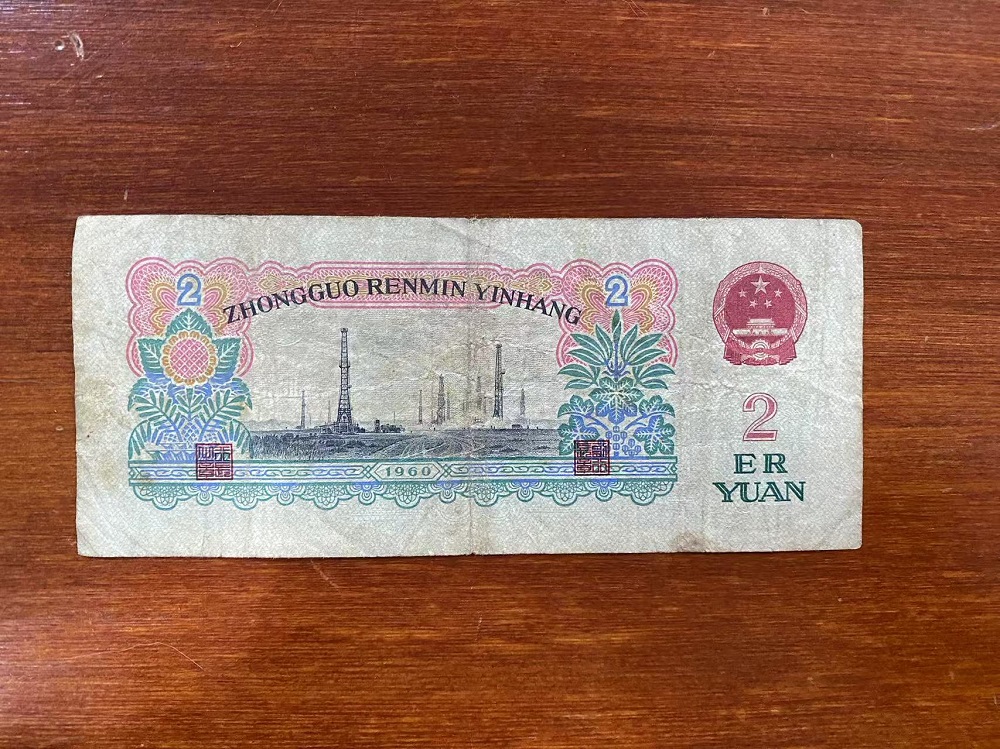 2
2
ZHONGGUO RENMIN YINHANG
1960
2
ER
YUAN